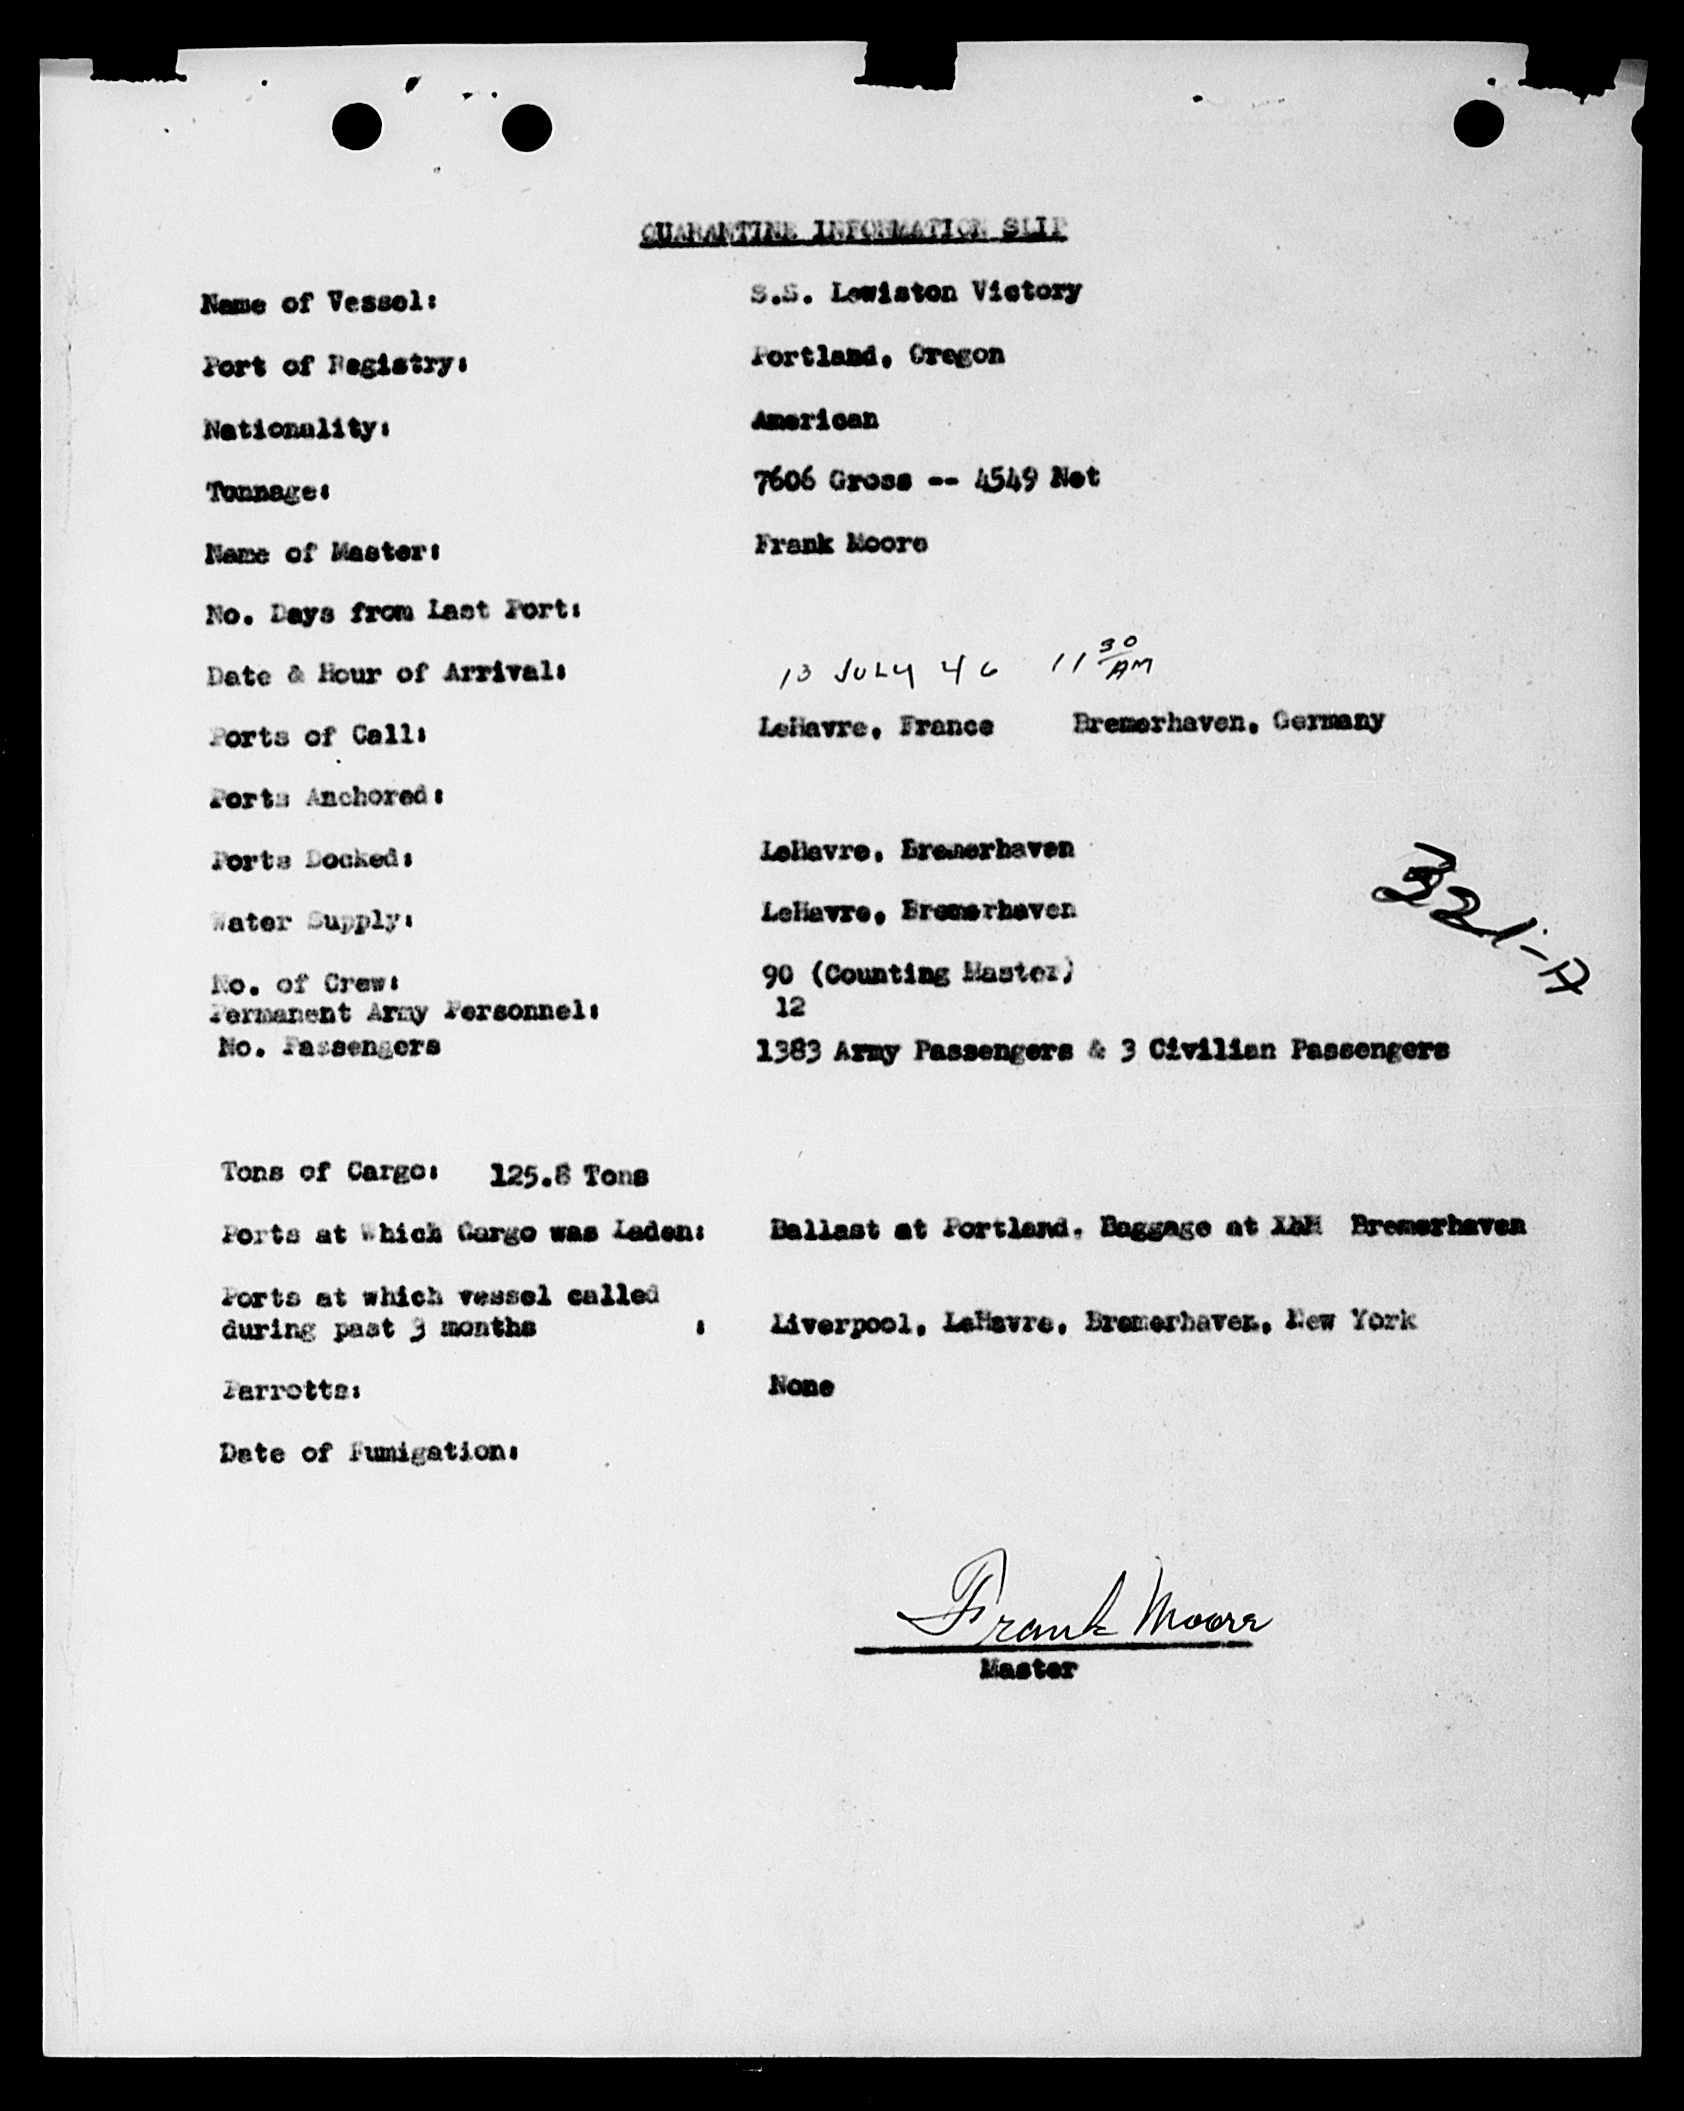 QUARANTINE INFORMATION SLIP
Name of Vessel: S.S. Lewiston Victory
Port of Registry: Portland, Oregon
Nationality: American
Tonnage: 7606 Gross -- 4549 Net
Name of Master: Frank Moore
No. Days from Last Port:
Date & Hour of Arrival: 13 JULY 46 11 30 AM
Ports of Call: LeHavre, France Bremerhaven, Germany
Ports Anchored:
Ports Docked: LeHavre, Bremerhaven
Water Supply: LeHavre, Bremerhaven
321-R
No. of Crew: 90 (Counting Master)
Permanent Army Personnel: 12
No. Passengers 1383 Army Passengers & 3 Civilian Passengers
Tons of Cargo: 125.8 Tons
Ports at Which Cargo was Laden: Ballast at Portland. Baggage at Bremerhaven
Ports at which vessel called
during past 3 months : Liverpool, LeHavre, Bremerhaven, New York
Parrotts: None
Date of Fumigation:
Frank Moore
Master